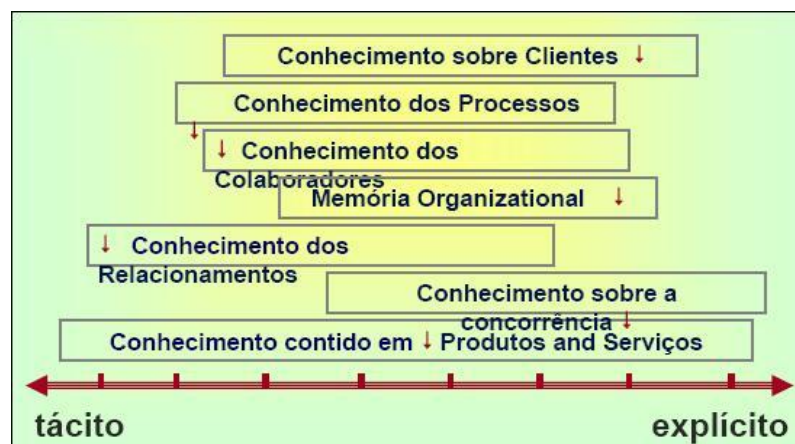 Conhecimento sobre Clientes ↓
Conhecimento dos Processos
↓
↓ Conhecimento dos
Colaboradores
Memória Organizational ↓
↓ Conhecimento dos
Relacionamentos
Conhecimento sobre a
concorrência ↓
Conhecimento contido em ↓ Produtos and Serviços
tácito explícito